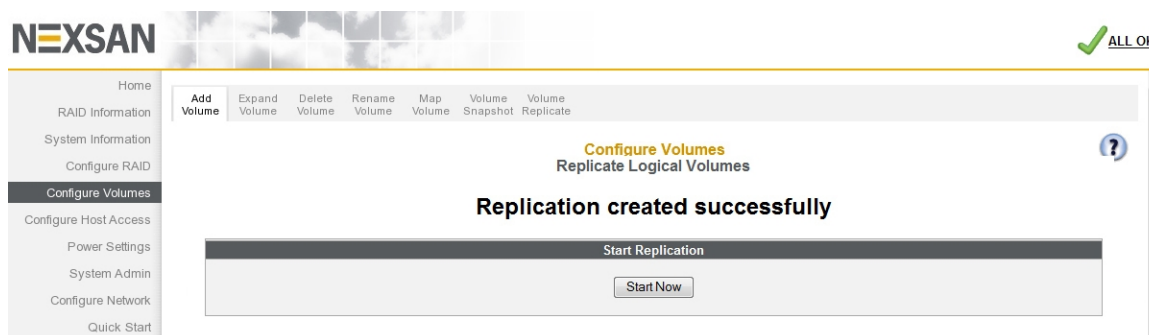 NEXSAN
ALL O
Home
RAID Information
System Information
Configure RAID
Configure Volumes
Configure Host Access
Power Settings
System Admin
Configure Network
Quick Start
Add Volume
Expand Volume
Delete Volume
Rename Volume
Map Volume
Volume Snapshot
Volume Replicate
Configure Volumes
Replicate Logical Volumes
?
Replication created successfully
Start Replication
Start Now